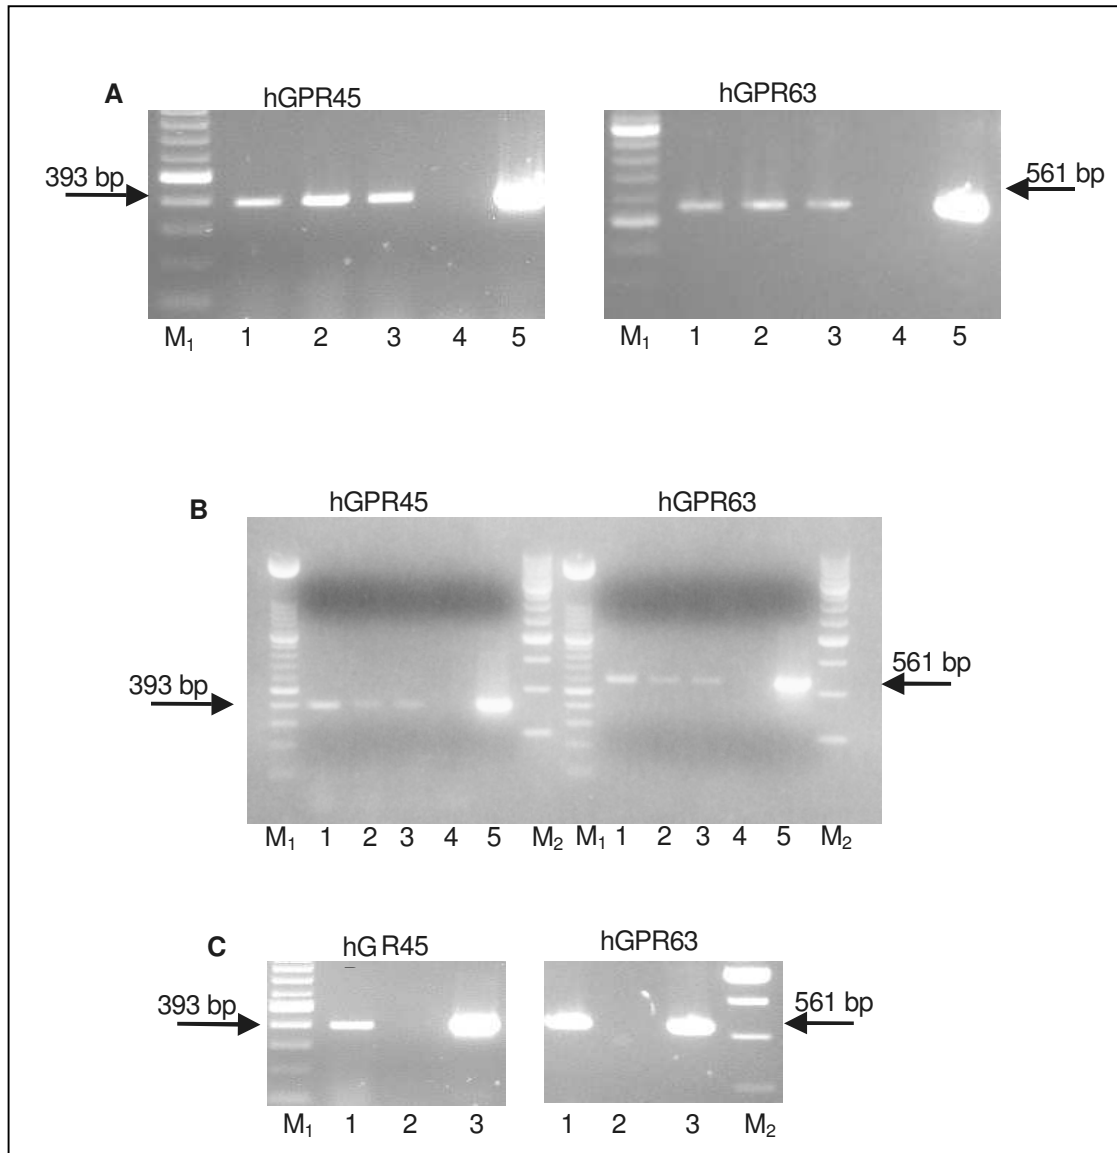 A
hGPR45
hGPR63
393 bp
561 bp
M₁ 1 2 3 4 5
M₁ 1 2 3 4 5
B
hGPR45
hGPR63
393 bp
561 bp
M₁ 1 2 3 4 5 M₂ M₁ 1 2 3 4 5 M₂
C
hG R45
hGPR63
393 bp
561 bp
M₁ 1 2 3
1 2 3 M₂